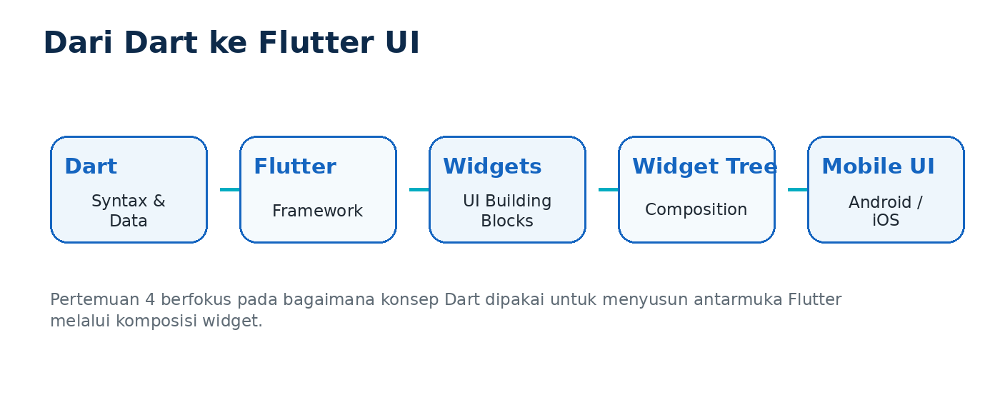 Dari Dart ke Flutter UI
Dart
Syntax &
Data
Flutter
Framework
Widgets
UI Building
Blocks
Widget Tree
Composition
Mobile UI
Android /
iOS
Pertemuan 4 berfokus pada bagaimana konsep Dart dipakai untuk menyusun antarmuka Flutter
melalui komposisi widget.